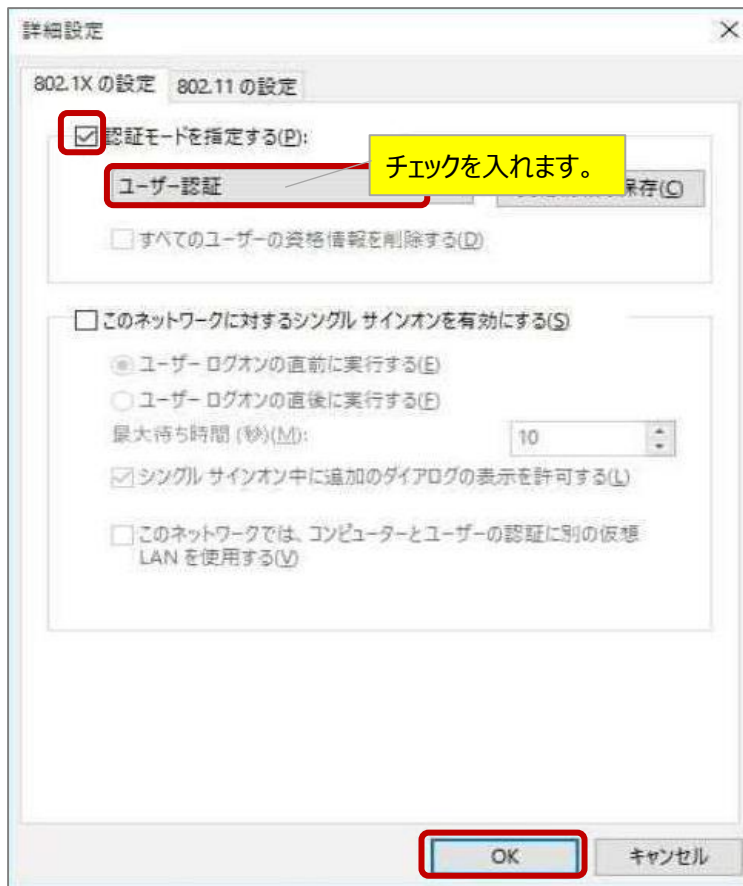 詳細設定
802.1X の設定 802.11 の設定
認証モードを指定する(P):
チェックを入れます。
ユーザー認証
保存(C)
すべてのユーザーの資格情報を削除する(D)
このネットワークに対するシングル サインオンを有効にする(S)
ユーザー ログオンの直前に実行する(E)
ユーザー ログオンの直後に実行する(F)
最大待ち時間 (秒)(M): 10
シングル サインオン中に追加のダイアログの表示を許可する(L)
このネットワークでは、コンピューターとユーザーの認証に別の仮想
LAN を使用する(V)
OK キャンセル